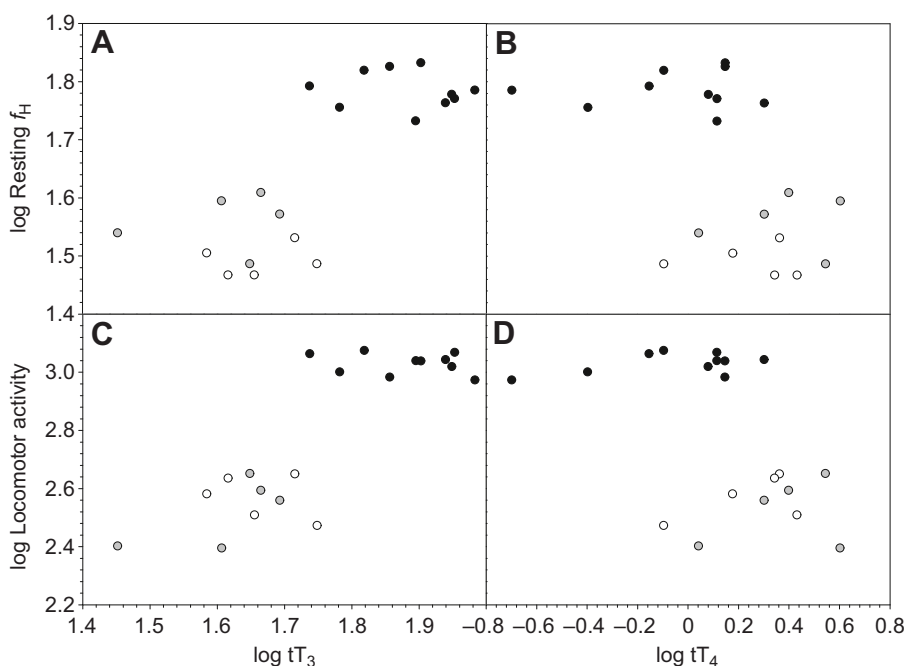 A
B
log Resting fH
1.9
1.8
1.7
1.6
1.5
1.4
C
D
log Locomotor activity
3.0
2.8
2.6
2.4
2.2
1.4 1.5 1.6 1.7 1.8 1.9 –0.8 –0.6 –0.4 –0.2 0 0.2 0.4 0.6 0.8
log tT3
log tT4